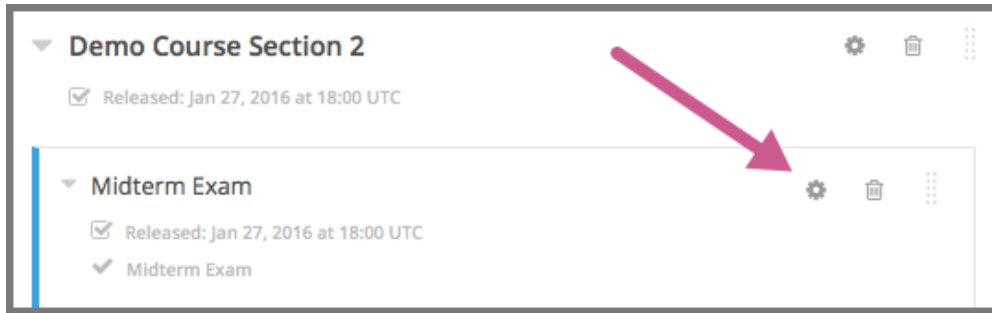 Demo Course Section 2
Released: Jan 27, 2016 at 18:00 UTC
Midterm Exam
Released: Jan 27, 2016 at 18:00 UTC
Midterm Exam